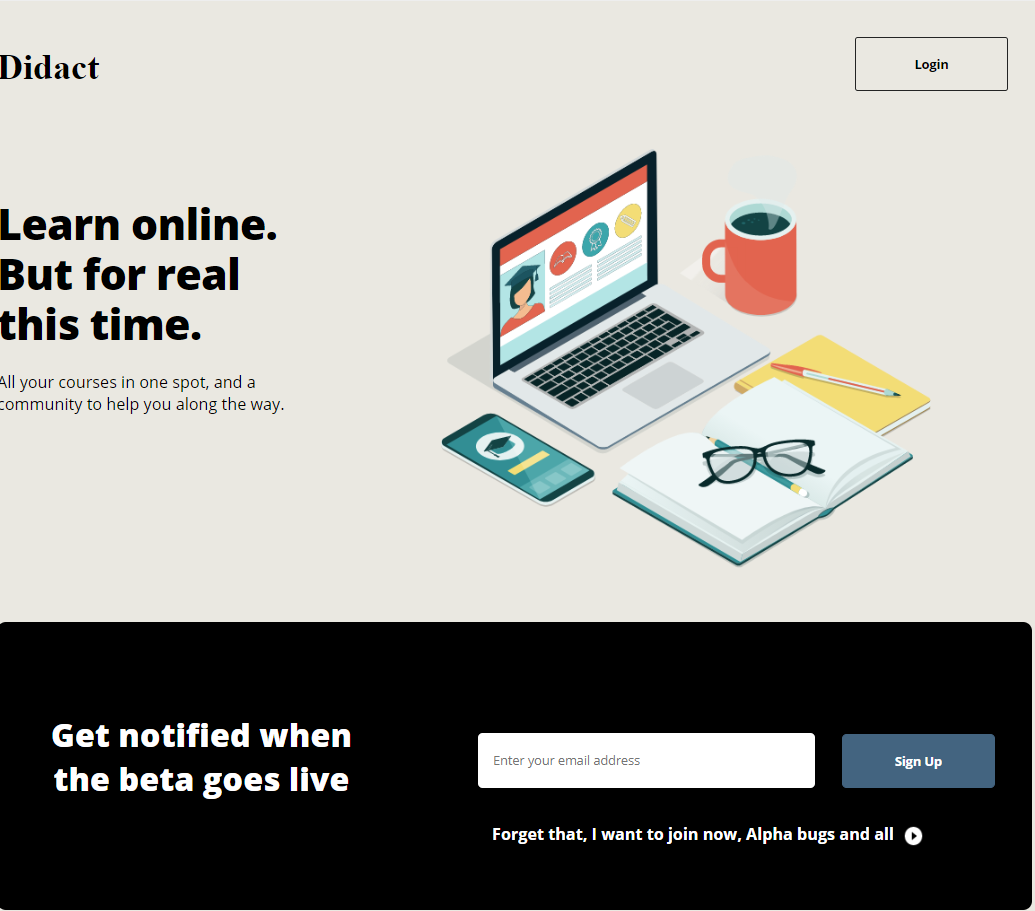 Didact
Login
Learn online.
But for real
this time.
All your courses in one spot, and a
community to help you along the way.
Get notified when
the beta goes live
Enter your email address
Sign Up
Forget that, I want to join now, Alpha bugs and all